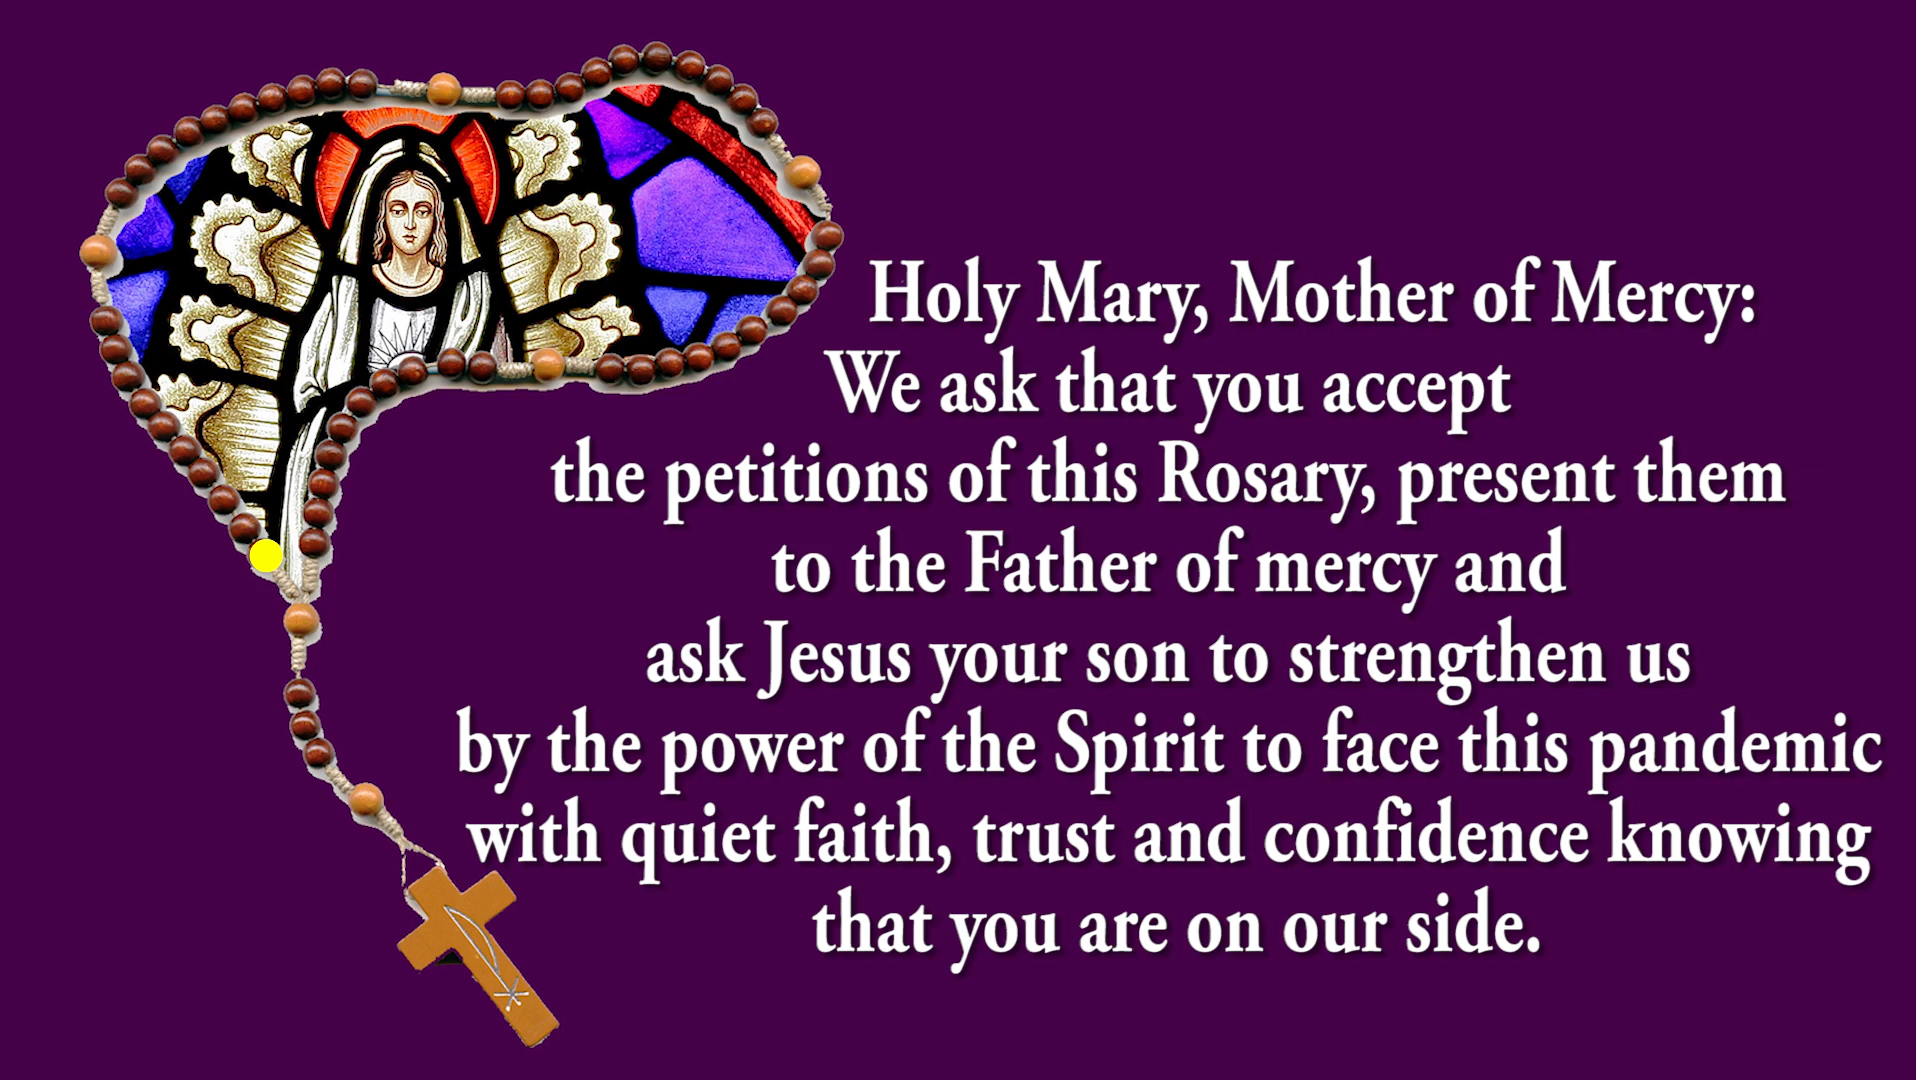 Holy Mary, Mother of Mercy:
We ask that you accept
the petitions of this Rosary, present them
to the Father of mercy and
ask Jesus your son to strengthen us
by the power of the Spirit to face this pandemic
with quiet faith, trust and confidence knowing
that you are on our side.